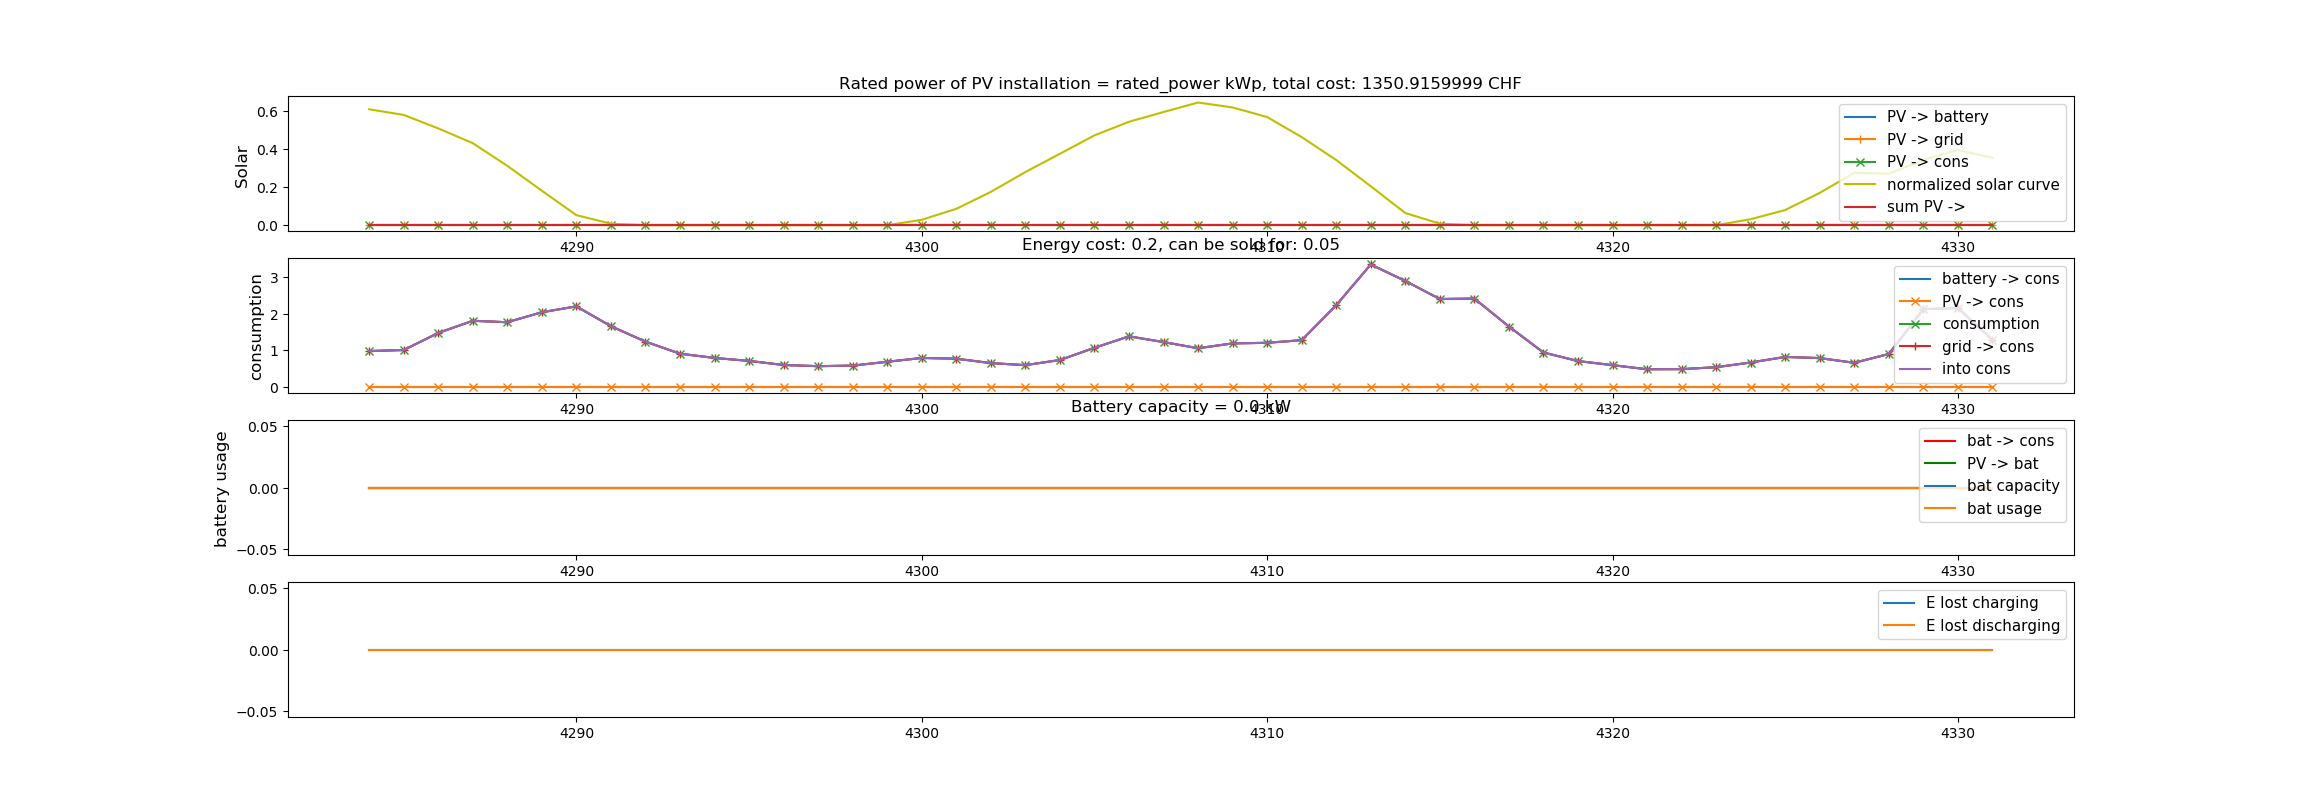 Rated power of PV installation = rated_power kWp, total cost: 1350.9159999 CHF
Solar
0.6
0.4
0.2
0.0
PV -> battery
PV -> grid
PV -> cons
normalized solar curve
sum PV ->
4290 4300 4310 4320 4330
Energy cost: 0.2, can be sold for: 0.05
consumption
3
2
1
0
battery -> cons
PV -> cons
consumption
grid -> cons
into cons
4290 4300 4310 4320 4330
Battery capacity = 0.0 kW
battery usage
0.05
0.00
−0.05
bat -> cons
PV -> bat
bat capacity
bat usage
4290 4300 4310 4320 4330
0.05
0.00
−0.05
E lost charging
E lost discharging
4290 4300 4310 4320 4330